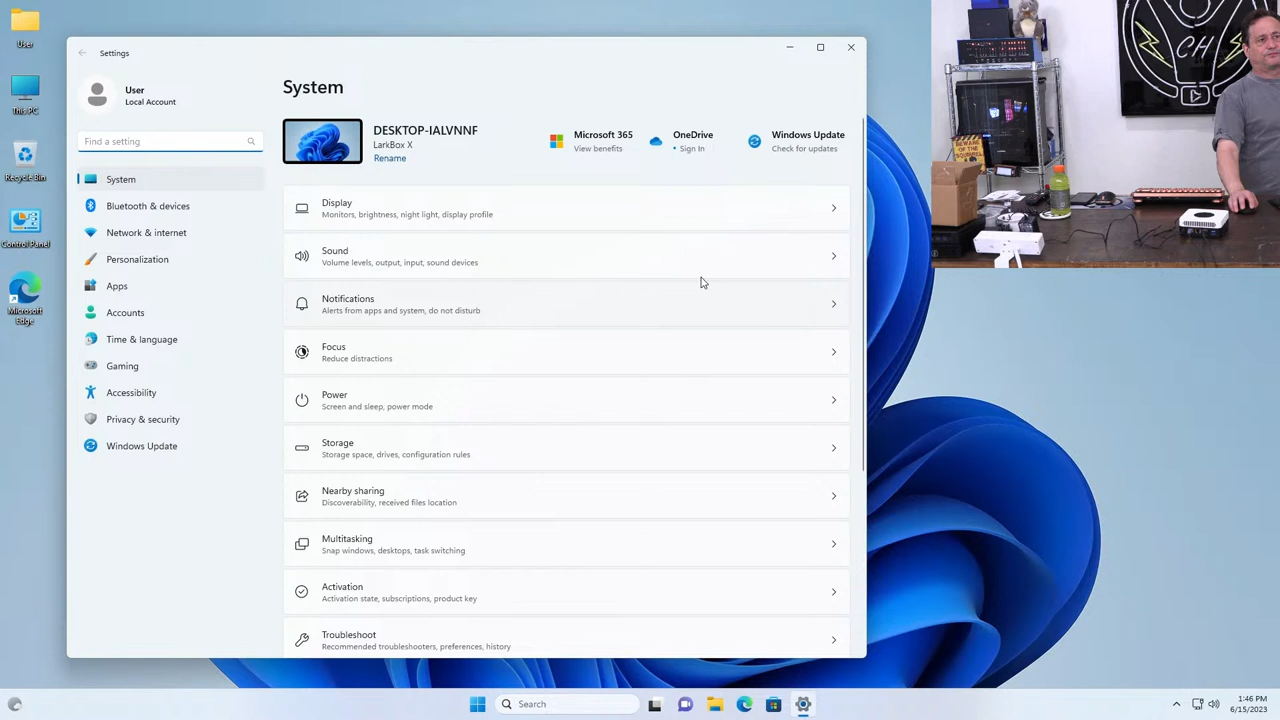 User
This PC
Recycle Bin
Control Panel
Microsoft
Edge
Settings
User
Local Account
Find a setting
System
Bluetooth & devices
Network & internet
Personalization
Apps
Accounts
Time & language
Gaming
Accessibility
Privacy & security
Windows Update
System
DESKTOP-IALVNNF
LarkBox X
Rename
Microsoft 365
View benefits
OneDrive
• Sign In
Windows Update
Check for updates
Display
Monitors, brightness, night light, display profile
Sound
Volume levels, output, input, sound devices
Notifications
Alerts from apps and system, do not disturb
Focus
Reduce distractions
Power
Screen and sleep, power mode
Storage
Storage space, drives, configuration rules
Nearby sharing
Discoverability, received files location
Multitasking
Snap windows, desktops, task switching
Activation
Activation state, subscriptions, product key
Troubleshoot
Recommended troubleshooters, preferences, history
CH
BEWARE
OF THE
SQUIRREL
Search
1:46 PM
6/15/2023